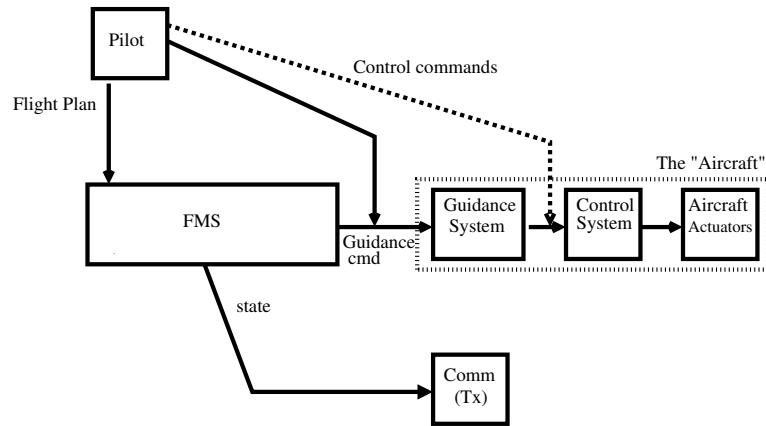 Pilot
Control commands
Flight Plan
The "Aircraft"
FMS
Guidance
System
Control
System
Aircraft
Actuators
Guidance
cmd
state
Comm
(Tx)